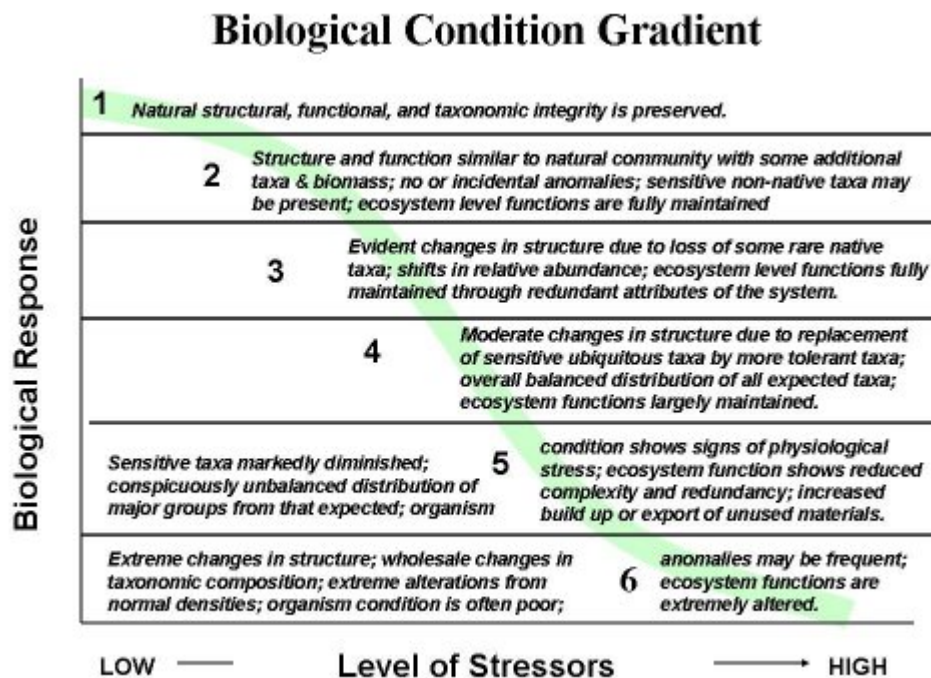 Biological Condition Gradient
Biological Response
1 Natural structural, functional, and taxonomic integrity is preserved.
2 Structure and function similar to natural community with some additional
taxa & biomass; no or incidental anomalies; sensitive non-native taxa may
be present; ecosystem level functions are fully maintained
3 Evident changes in structure due to loss of some rare native
taxa; shifts in relative abundance; ecosystem level functions fully
maintained through redundant attributes of the system.
4 Moderate changes in structure due to replacement
of sensitive ubiquitous taxa by more tolerant taxa;
overall balanced distribution of all expected taxa;
ecosystem functions largely maintained.
Sensitive taxa markedly diminished;
conspicuously unbalanced distribution of
major groups from that expected; organism
5 condition shows signs of physiological
stress; ecosystem function shows reduced
complexity and redundancy; increased
build up or export of unused materials.
Extreme changes in structure; wholesale changes in
taxonomic composition; extreme alterations from
normal densities; organism condition is often poor;
6 anomalies may be frequent;
ecosystem functions are
extremely altered.
LOW Level of Stressors HIGH